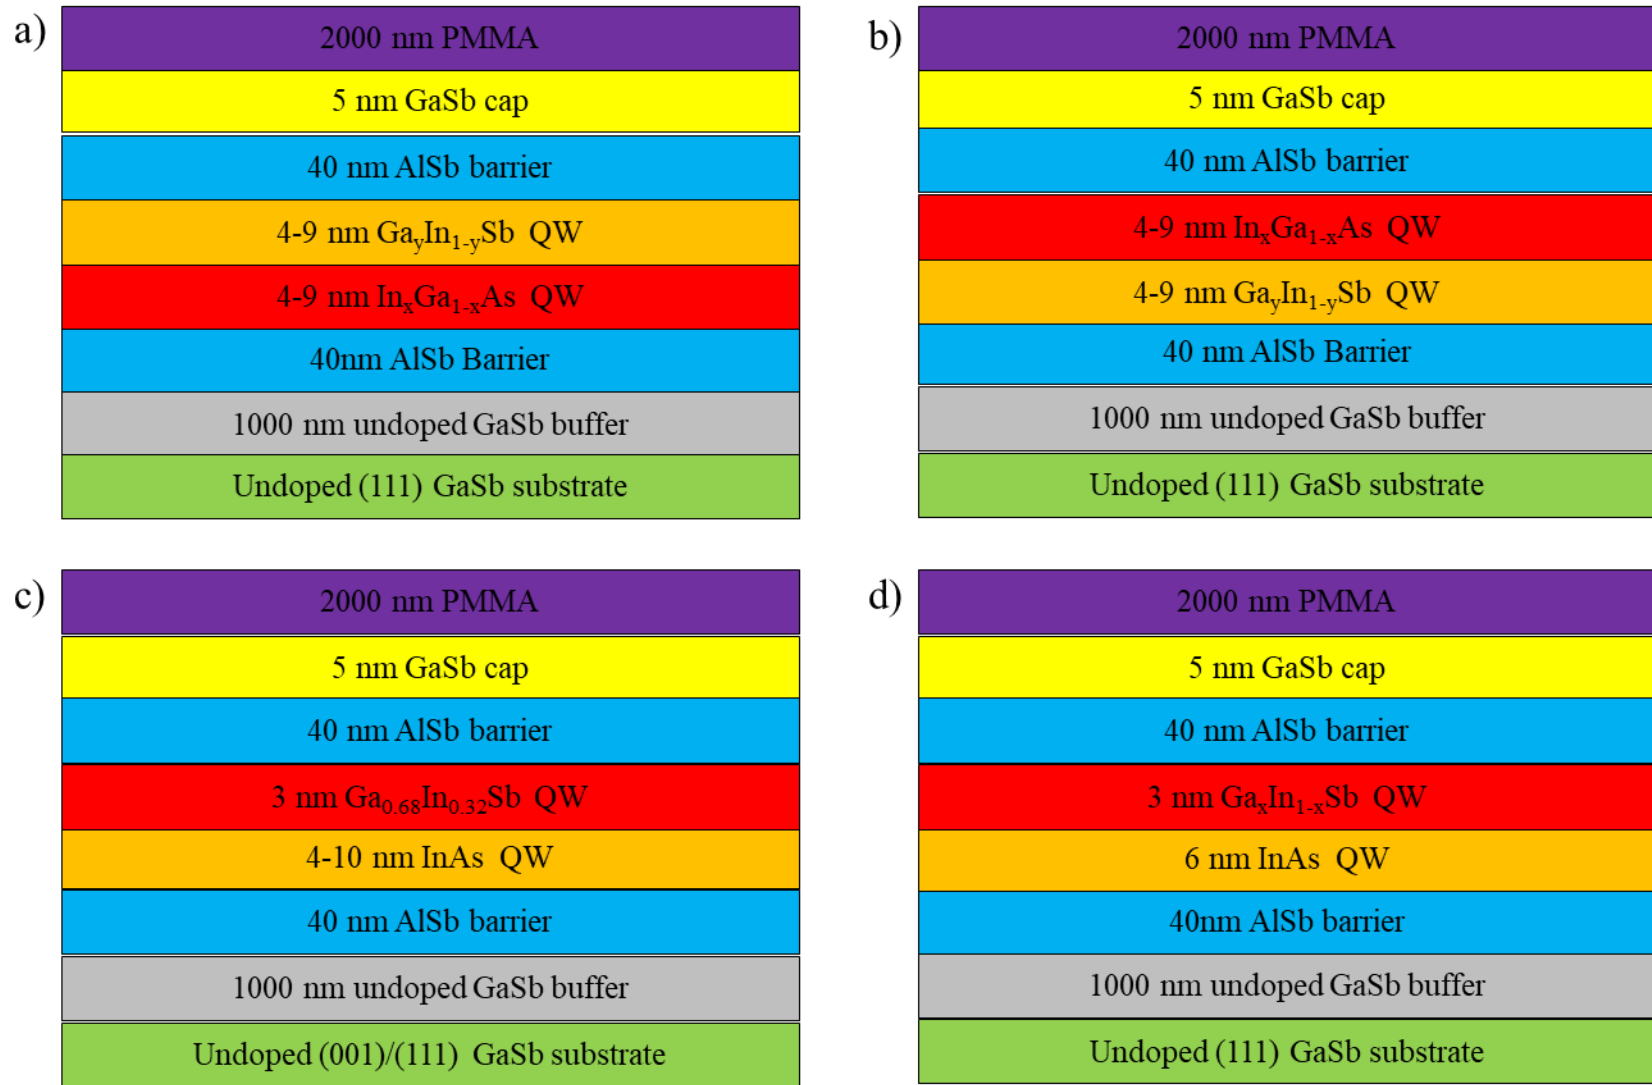 a)
2000 nm PMMA
5 nm GaSb cap
40 nm AlSb barrier
4-9 nm GayIn1-ySb QW
4-9 nm InxGa1-xAs QW
40nm AlSb Barrier
1000 nm undoped GaSb buffer
Undoped (111) GaSb substrate
b)
2000 nm PMMA
5 nm GaSb cap
40 nm AlSb barrier
4-9 nm InxGa1-xAs QW
4-9 nm GayIn1-ySb QW
40 nm AlSb Barrier
1000 nm undoped GaSb buffer
Undoped (111) GaSb substrate
c)
2000 nm PMMA
5 nm GaSb cap
40 nm AlSb barrier
3 nm Ga0.68In0.32Sb QW
4-10 nm InAs QW
40 nm AlSb barrier
1000 nm undoped GaSb buffer
Undoped (001)/(111) GaSb substrate
d)
2000 nm PMMA
5 nm GaSb cap
40 nm AlSb barrier
3 nm GaxIn1-xSb QW
6 nm InAs QW
40nm AlSb barrier
1000 nm undoped GaSb buffer
Undoped (111) GaSb substrate